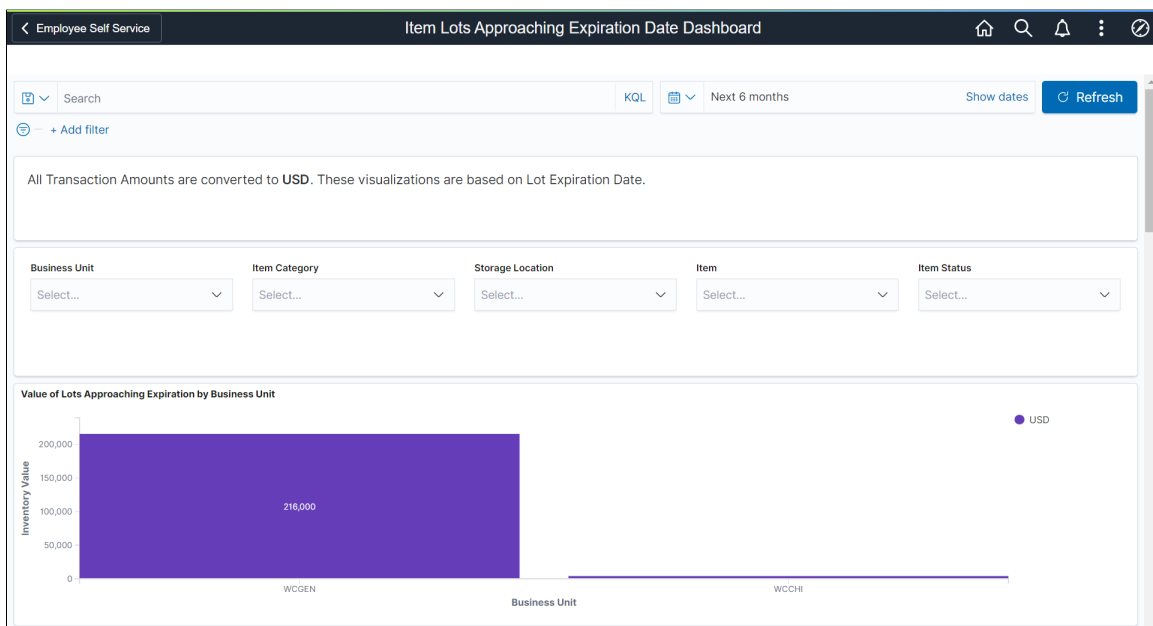 Employee Self Service
Item Lots Approaching Expiration Date Dashboard
Search
KQL
Next 6 months
Show dates
Refresh
+ Add filter
All Transaction Amounts are converted to USD. These visualizations are based on Lot Expiration Date.
Business Unit
Item Category
Storage Location
Item
Item Status
Select...
Select...
Select...
Select...
Select...
Value of Lots Approaching Expiration by Business Unit
USD
Inventory Value
200,000
150,000
100,000
50,000
0
216,000
WCGEN
WCCHI
Business Unit